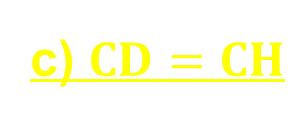 c) CD = CH